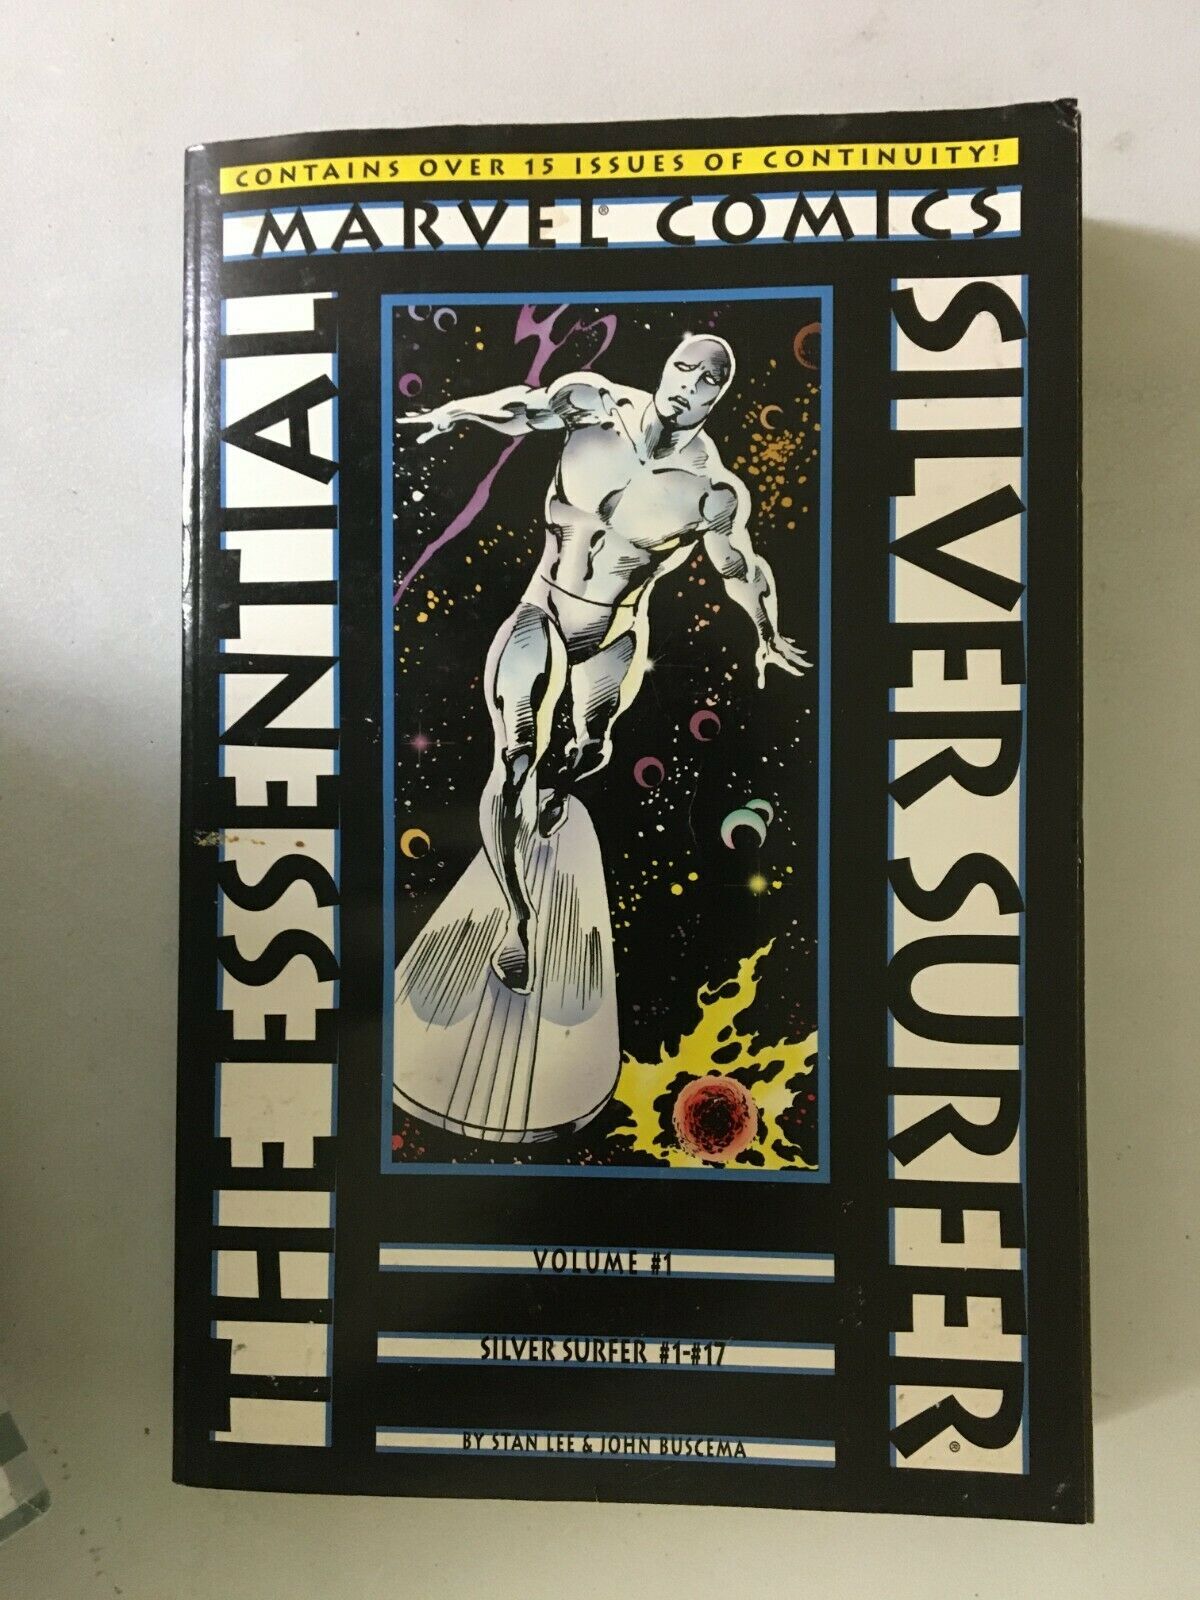 CONTAINS OVER 15 ISSUES OF CONTINUITY!
MARVEL® COMICS
THE ESSENTIAL
SILVER SURFER®
VOLUME #1
SILVER SURFER #1-#17
BY STAN LEE & JOHN BUSCEMA